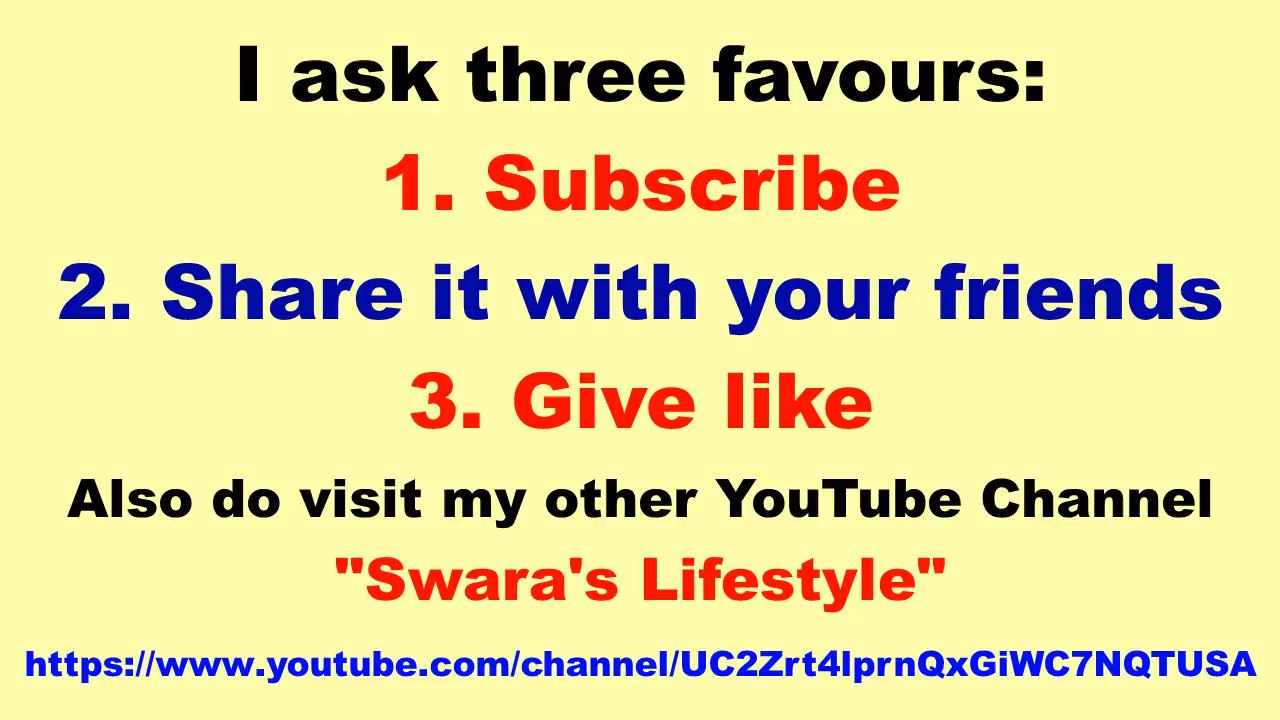 I ask three favours:
1. Subscribe
2. Share it with your friends
3. Give like
Also do visit my other YouTube Channel
"Swara's Lifestyle"
https://www.youtube.com/channel/UC2Zrt4lprnQxGiWC7NQTUSA